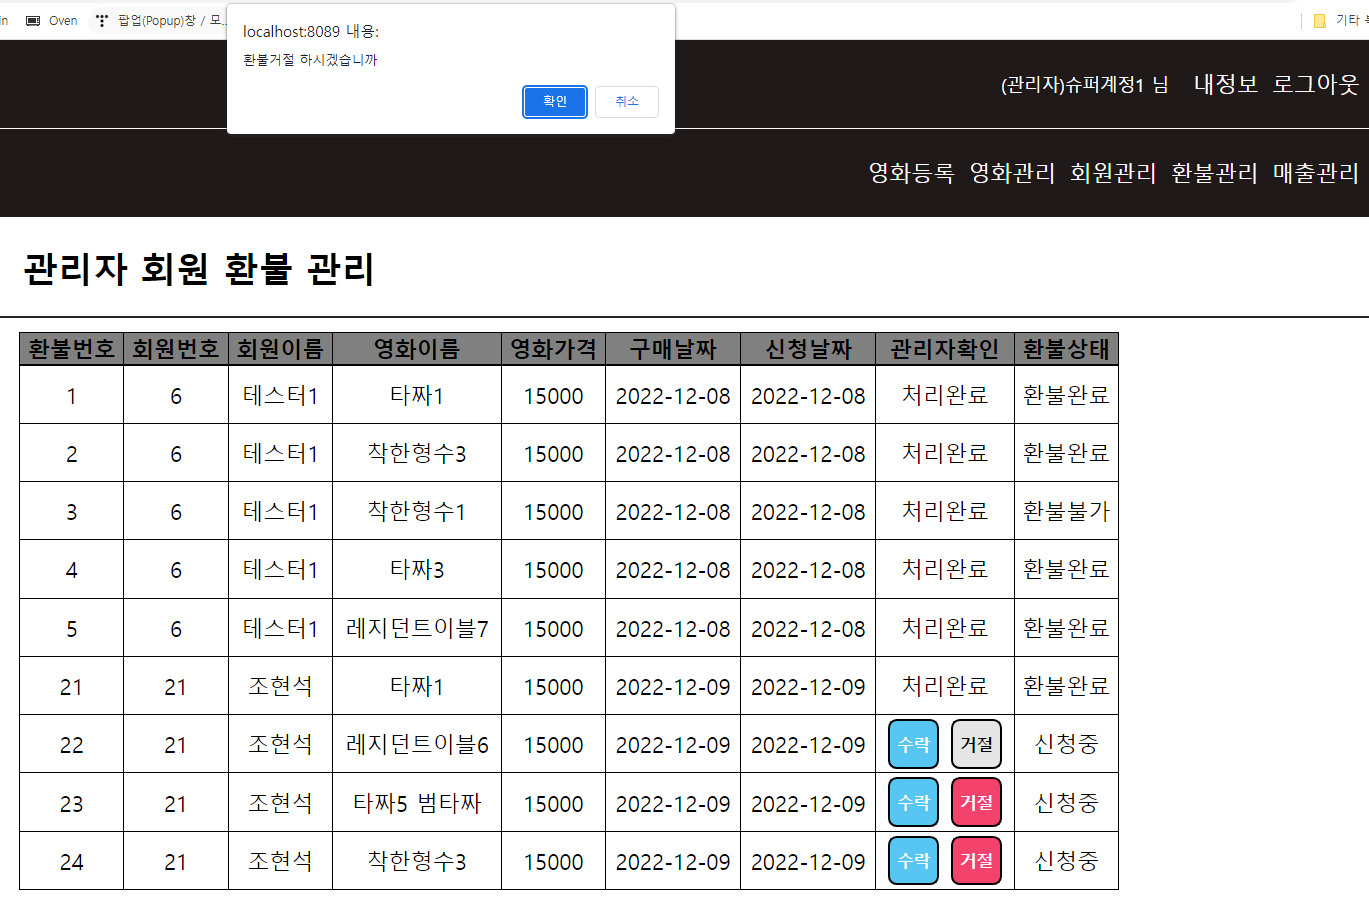 in Oven 팝업(Popup)창 / 모...
기타
localhost:8089 내용:
환불거절 하시겠습니까
확인 취소
(관리자)슈퍼계정1 님 내정보 로그아웃
영화등록 영화관리 회원관리 환불관리 매출관리
관리자 회원 환불 관리
환불번호 회원번호 회원이름 영화이름 영화가격 구매날짜 신청날짜 관리자확인 환불상태
1 6 테스터1 타짜1 15000 2022-12-08 2022-12-08 처리완료 환불완료
2 6 테스터1 착한형수3 15000 2022-12-08 2022-12-08 처리완료 환불완료
3 6 테스터1 착한형수1 15000 2022-12-08 2022-12-08 처리완료 환불불가
4 6 테스터1 타짜3 15000 2022-12-08 2022-12-08 처리완료 환불완료
5 6 테스터1 레지던트이블7 15000 2022-12-08 2022-12-08 처리완료 환불완료
21 21 조현석 타짜1 15000 2022-12-09 2022-12-09 처리완료 환불완료
22 21 조현석 레지던트이블6 15000 2022-12-09 2022-12-09 수락 거절 신청중
23 21 조현석 타짜5 범타짜 15000 2022-12-09 2022-12-09 수락 거절 신청중
24 21 조현석 착한형수3 15000 2022-12-09 2022-12-09 수락 거절 신청중